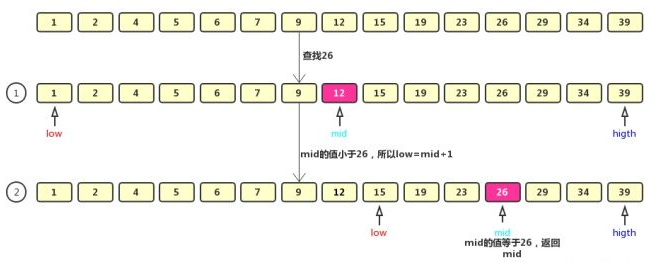 1 2 4 5 6 7 9 12 15 19 23 26 29 34 39
查找26
1 1 2 4 5 6 7 9 12 15 19 23 26 29 34 39
low mid higth
mid的值小于26，所以low=mid+1
2 1 2 4 5 6 7 9 12 15 19 23 26 29 34 39
low mid higth
mid的值等于26，返回
mid